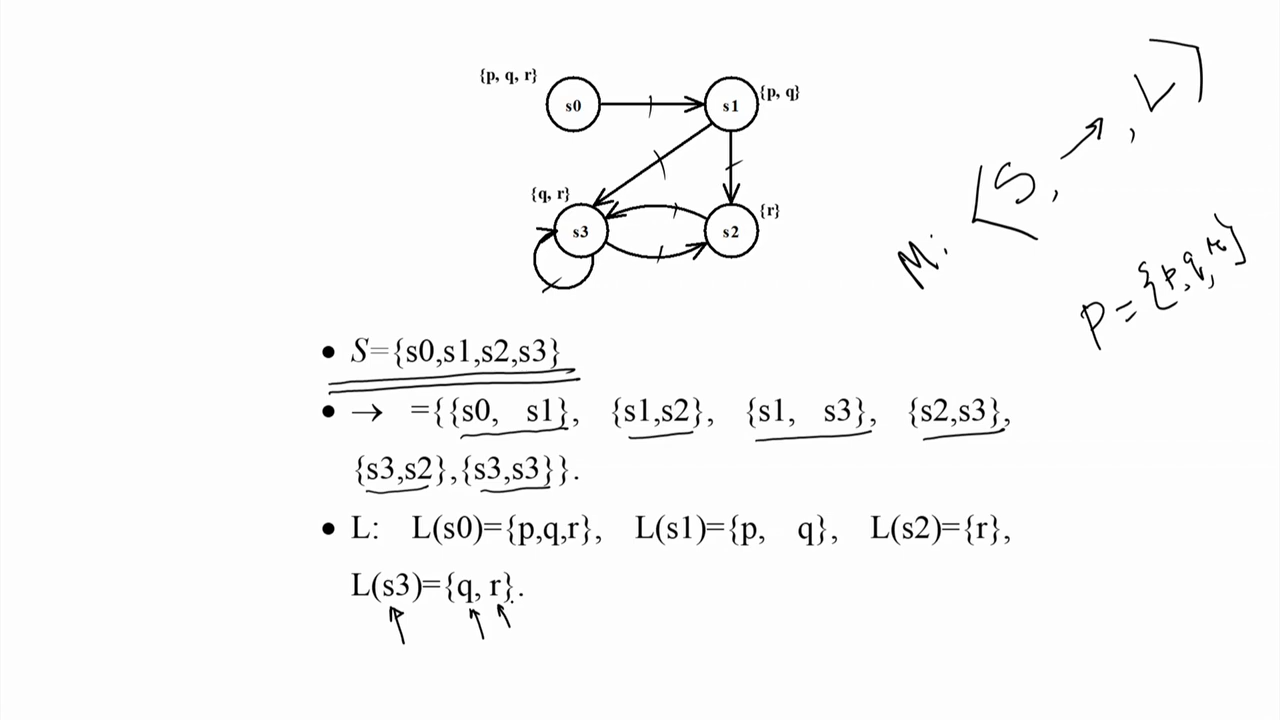 {p, q, r}
s0
s1
{p, q}
{q, r}
s3
s2
{r}
M: [S, →, L]
P = {p, q, r}
• S={s0,s1,s2,s3}
• → ={{s0, s1}, {s1,s2}, {s1, s3}, {s2,s3},
{s3,s2},{s3,s3}}.
• L: L(s0)={p,q,r}, L(s1)={p, q}, L(s2)={r},
L(s3)={q, r}.